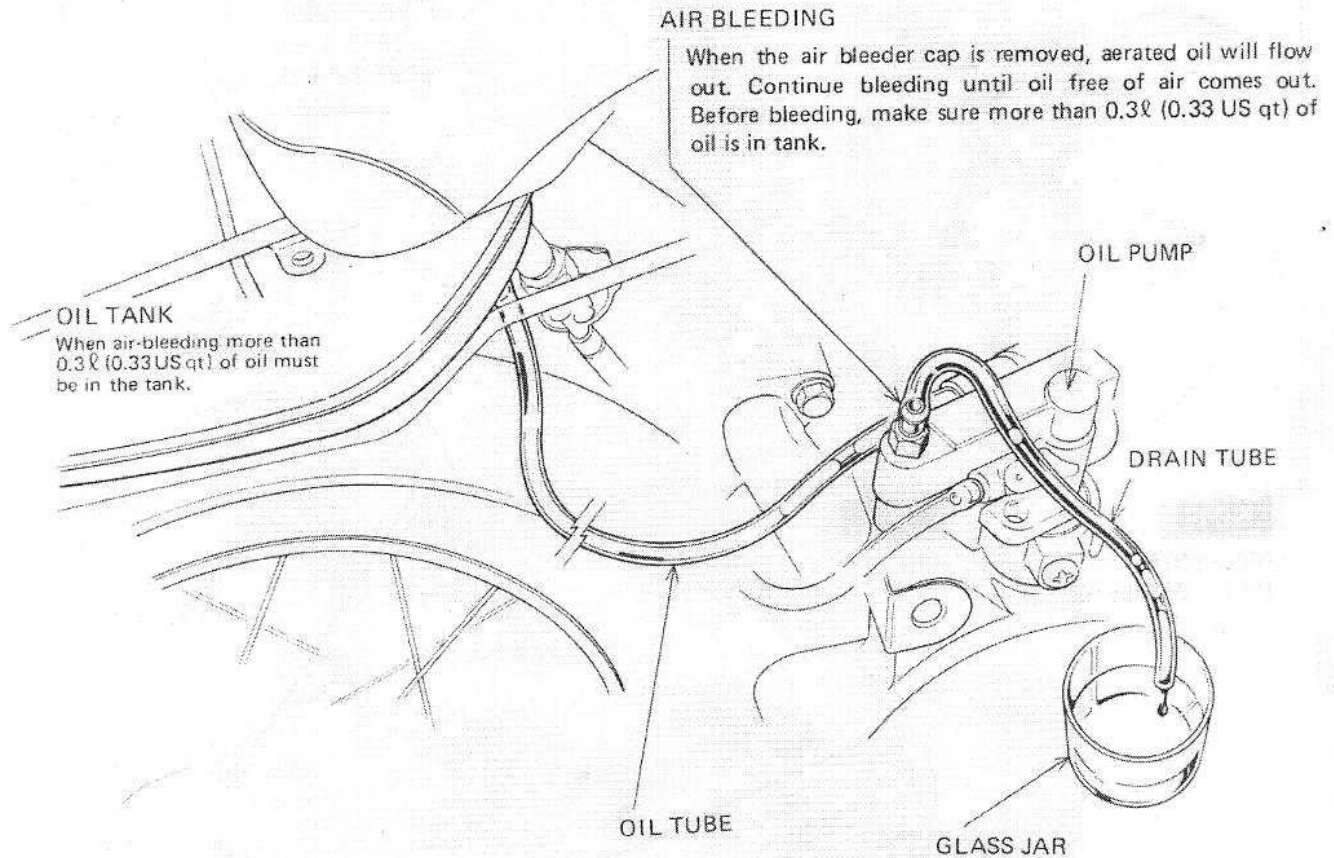 AIR BLEEDING
When the air bleeder cap is removed, aerated oil will flow
out. Continue bleeding until oil free of air comes out.
Before bleeding, make sure more than 0.3ℓ (0.33 US qt) of
oil is in tank.
OIL PUMP
OIL TANK
When air-bleeding more than
0.3ℓ (0.33 US qt) of oil must
be in the tank.
DRAIN TUBE
OIL TUBE
GLASS JAR